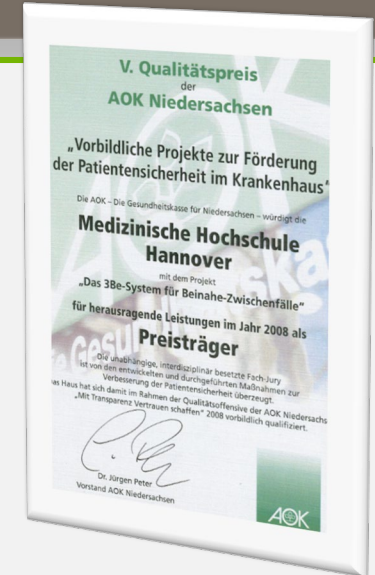 V. Qualitätspreis
der
AOK Niedersachsen
„Vorbildliche Projekte zur Förderung
der Patientensicherheit im Krankenhaus“
Die AOK – Die Gesundheitskasse für Niedersachsen – würdigt die
Medizinische Hochschule
Hannover
mit dem Projekt
„Das 3Be-System für Beinahe-Zwischenfälle“
für herausragende Leistungen im Jahr 2008 als
Preisträger
Die unabhängige, interdisziplinär besetzte Fach-Jury
ist von den entwickelten und durchgeführten Maßnahmen zur
Verbesserung der Patientensicherheit überzeugt.
as Haus hat sich damit im Rahmen der Qualitätsoffensive der AOK Niedersachs
„Mit Transparenz Vertrauen schaffen“ 2008 vorbildlich qualifiziert.
Dr. Jürgen Peter
Vorstand AOK Niedersachsen
AOK